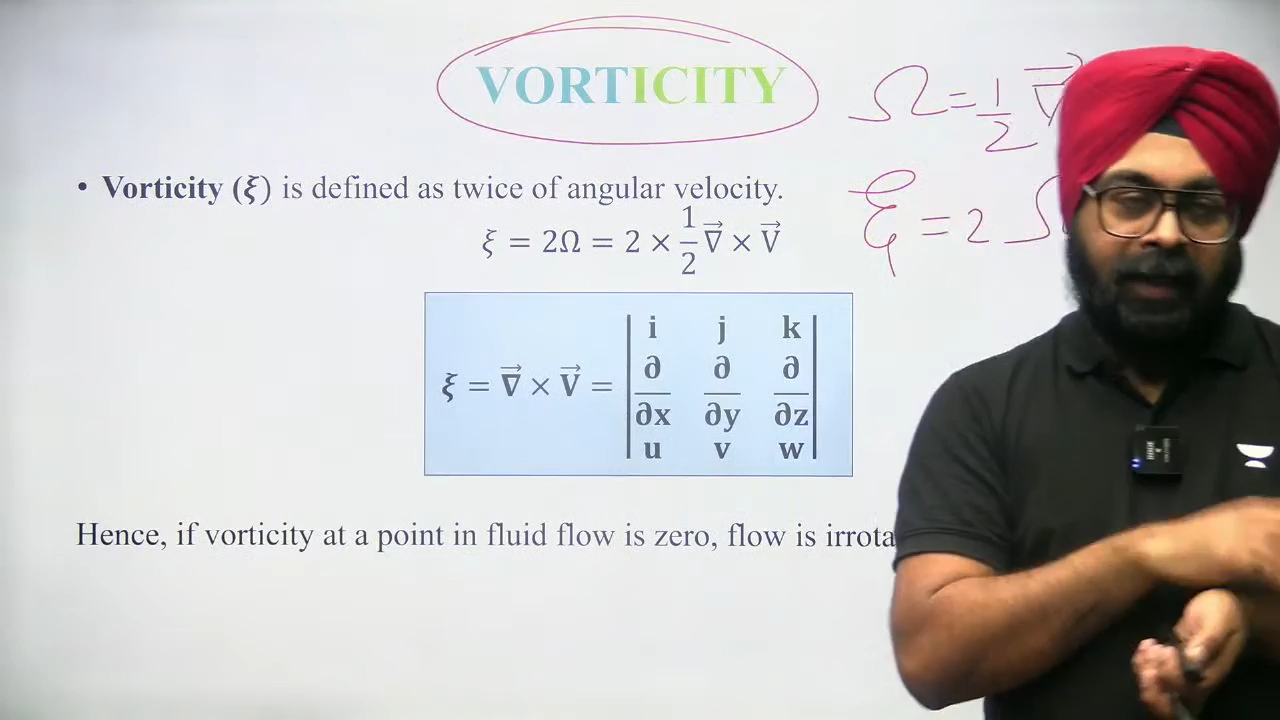 VORTICITY
Ω = 1/2 ∇⃗
• Vorticity (ξ) is defined as twice of angular velocity.
ξ = 2Ω = 2 × 1/2 ∇⃗ × V⃗
ξ = 2 Ω
ξ = ∇⃗ × V⃗ = | i j k |
| ∂/∂x ∂/∂y ∂/∂z |
| u v w |
Hence, if vorticity at a point in fluid flow is zero, flow is irrota